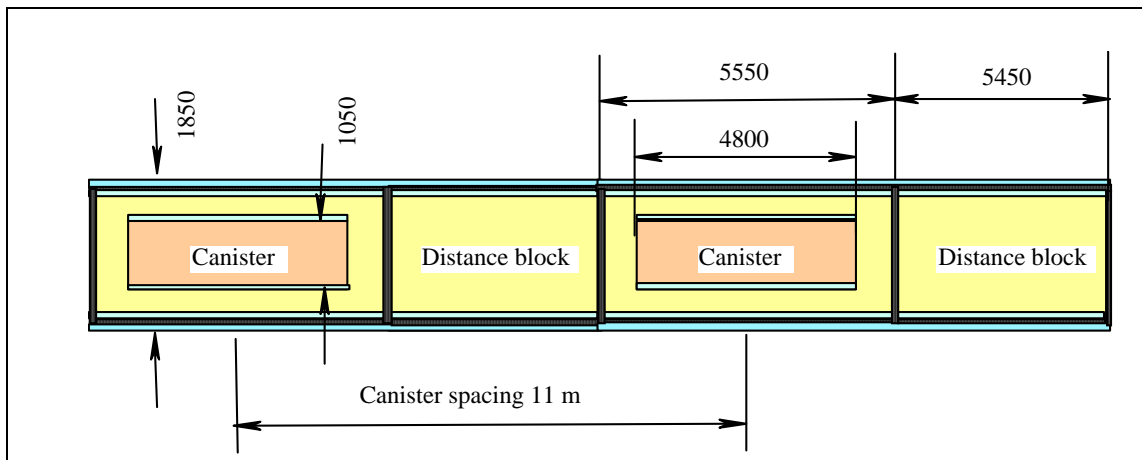 5550
5450
1850
1050
4800
Canister
Distance block
Canister
Distance block
Canister spacing 11 m